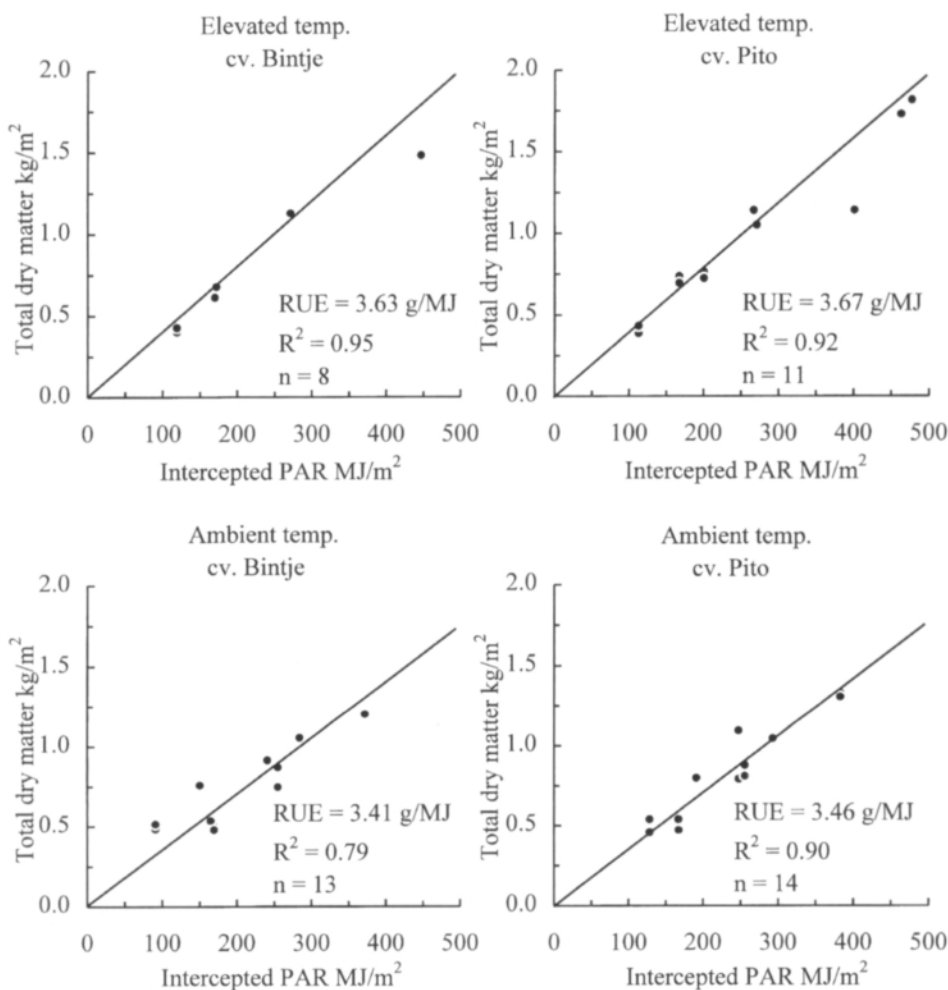 Elevated temp.
cv. Bintje
Total dry matter kg/m²
2.0
1.5
1.0
0.5
0.0
RUE = 3.63 g/MJ
R² = 0.95
n = 8
0 100 200 300 400 500
Intercepted PAR MJ/m²
Elevated temp.
cv. Pito
Total dry matter kg/m²
2.0
1.5
1.0
0.5
0.0
RUE = 3.67 g/MJ
R² = 0.92
n = 11
0 100 200 300 400 500
Intercepted PAR MJ/m²
Ambient temp.
cv. Bintje
Total dry matter kg/m²
2.0
1.5
1.0
0.5
0.0
RUE = 3.41 g/MJ
R² = 0.79
n = 13
0 100 200 300 400 500
Intercepted PAR MJ/m²
Ambient temp.
cv. Pito
Total dry matter kg/m²
2.0
1.5
1.0
0.5
0.0
RUE = 3.46 g/MJ
R² = 0.90
n = 14
0 100 200 300 400 500
Intercepted PAR MJ/m²